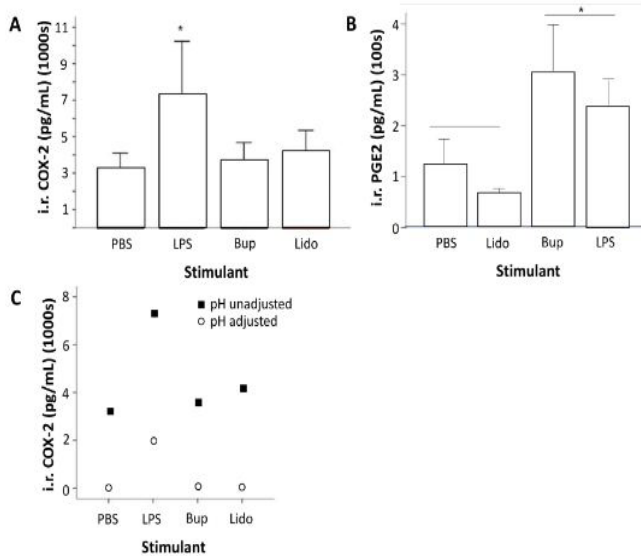 A
i.r. COX-2 (pg/mL) (1000s)
11
9
7
5
3
1
*
PBS LPS Bup Lido
Stimulant
B
i.r. PGE2 (pg/mL) (100s)
4
3
2
1
0
*
PBS Lido Bup LPS
Stimulant
C
i.r. COX-2 (pg/mL) (1000s)
8
6
4
2
0
pH unadjusted
pH adjusted
PBS LPS Bup Lido
Stimulant